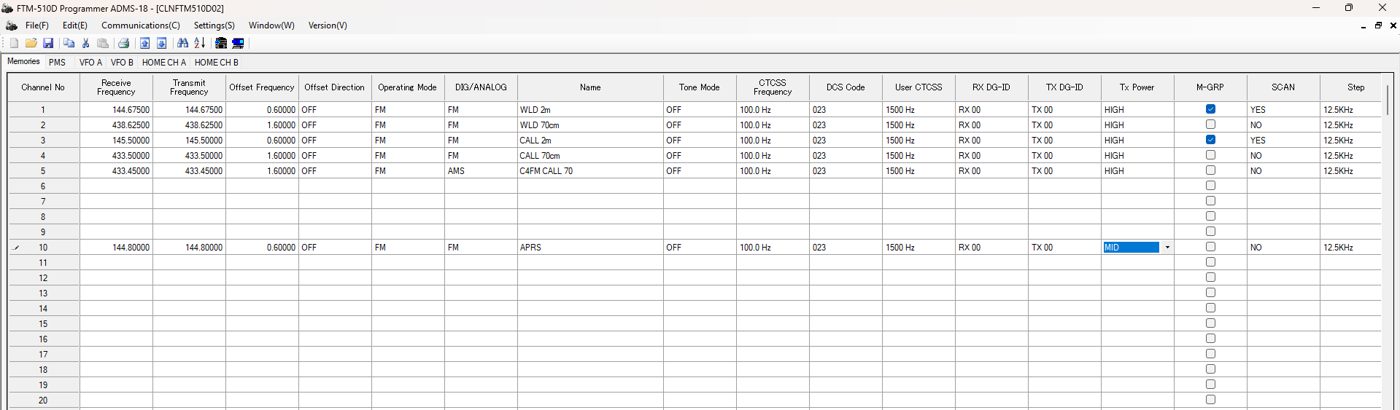 FTM-510D Programmer ADMS-18 - [CLNFTM510D02]
File(F) Edit(E) Communications(C) Settings(S) Window(W) Version(V)
Memories PMS VFO A VFO B HOME CH A HOME CH B
Channel No Receive Frequency Transmit Frequency Offset Frequency Offset Direction Operating Mode DIG/ANALOG Name Tone Mode CTCSS Frequency DCS Code User CTCSS RX DG-ID TX DG-ID Tx Power M-GRP SCAN Step
1 144.67500 144.67500 0.60000 OFF FM FM WLD 2m OFF 100.0 Hz 023 1500 Hz RX 00 TX 00 HIGH YES 12.5KHz
2 438.62500 438.62500 1.60000 OFF FM FM WLD 70cm OFF 100.0 Hz 023 1500 Hz RX 00 TX 00 HIGH NO 12.5KHz
3 145.50000 145.50000 0.60000 OFF FM FM CALL 2m OFF 100.0 Hz 023 1500 Hz RX 00 TX 00 HIGH YES 12.5KHz
4 433.50000 433.50000 1.60000 OFF FM FM CALL 70cm OFF 100.0 Hz 023 1500 Hz RX 00 TX 00 HIGH NO 12.5KHz
5 433.45000 433.45000 1.60000 OFF FM AMS C4FM CALL 70 OFF 100.0 Hz 023 1500 Hz RX 00 TX 00 HIGH NO 12.5KHz
6
7
8
9
10 144.80000 144.80000 0.60000 OFF FM FM APRS OFF 100.0 Hz 023 1500 Hz RX 00 TX 00 MID NO 12.5KHz
11
12
13
14
15
16
17
18
19
20